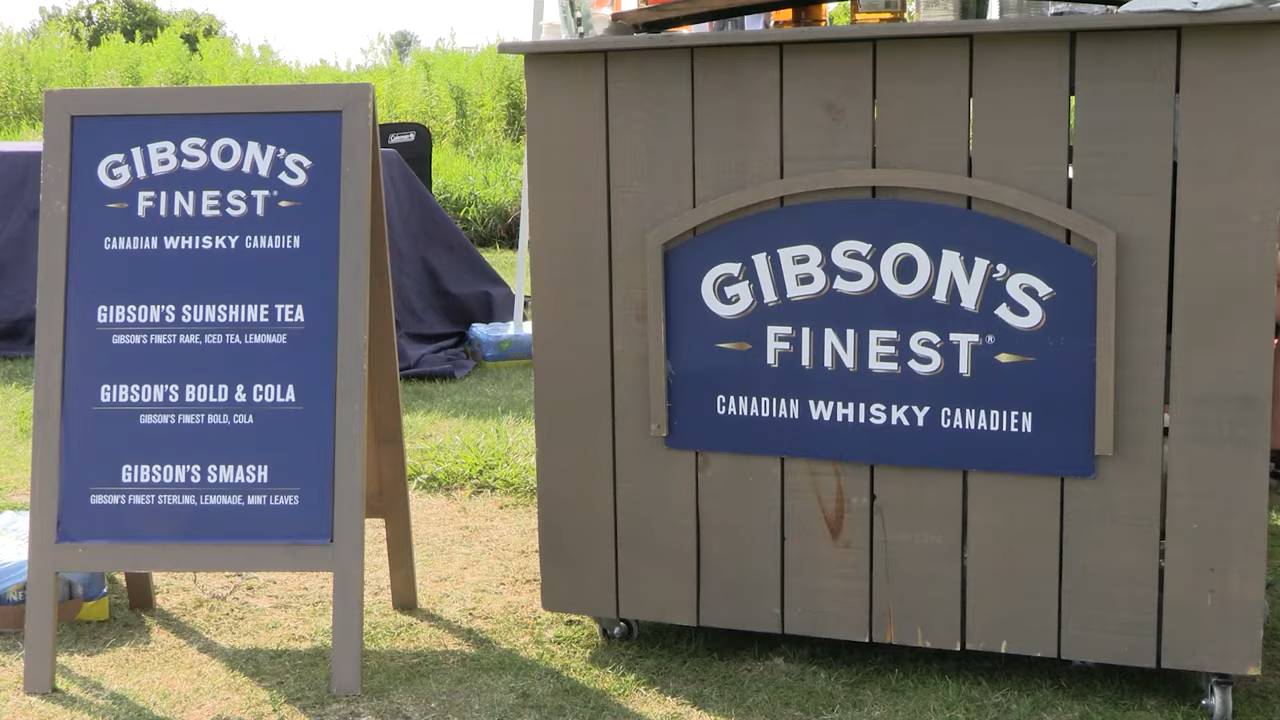 GIBSON'S
FINEST®
CANADIAN WHISKY CANADIEN
GIBSON'S SUNSHINE TEA
GIBSON'S FINEST RARE, ICED TEA, LEMONADE
GIBSON'S BOLD & COLA
GIBSON'S FINEST BOLD, COLA
GIBSON'S SMASH
GIBSON'S FINEST STERLING, LEMONADE, MINT LEAVES
Coleman
GIBSON'S
FINEST®
CANADIAN WHISKY CANADIEN